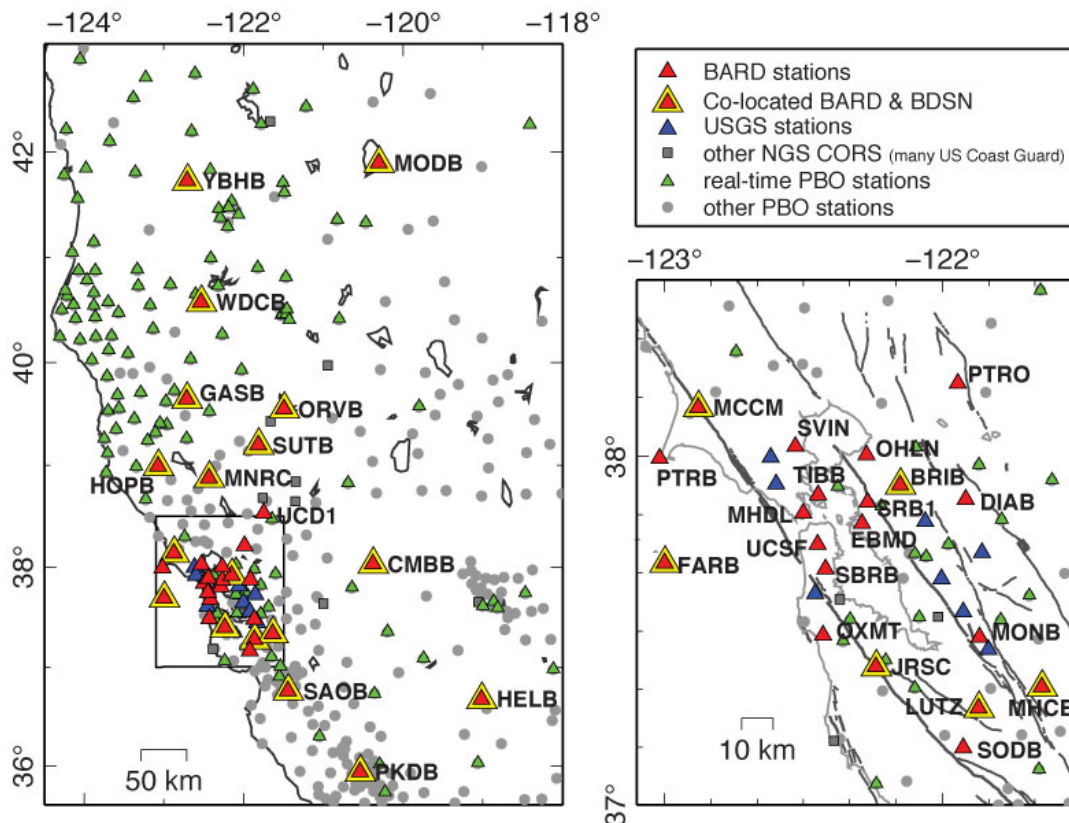 −124° −122° −120° −118°
42°
40°
38°
36°
YBHB
MODB
WDCB
GASB
ORVB
SUTB
HOPB
MNRC
UCD1
CMBB
SAOB
HELB
PKDB
50 km
BARD stations
Co-located BARD & BDSN
USGS stations
other NGS CORS (many US Coast Guard)
real-time PBO stations
other PBO stations
−123° −122°
38°
37°
PTRO
MCCM
SVIN
OHLN
PTRB
TIBB
BRIB
DIAB
MHDL
SRB1
EBMD
UCSF
FARB
SBRB
OXMT
MONB
JRSC
LUTZ
MHCB
SODB
10 km